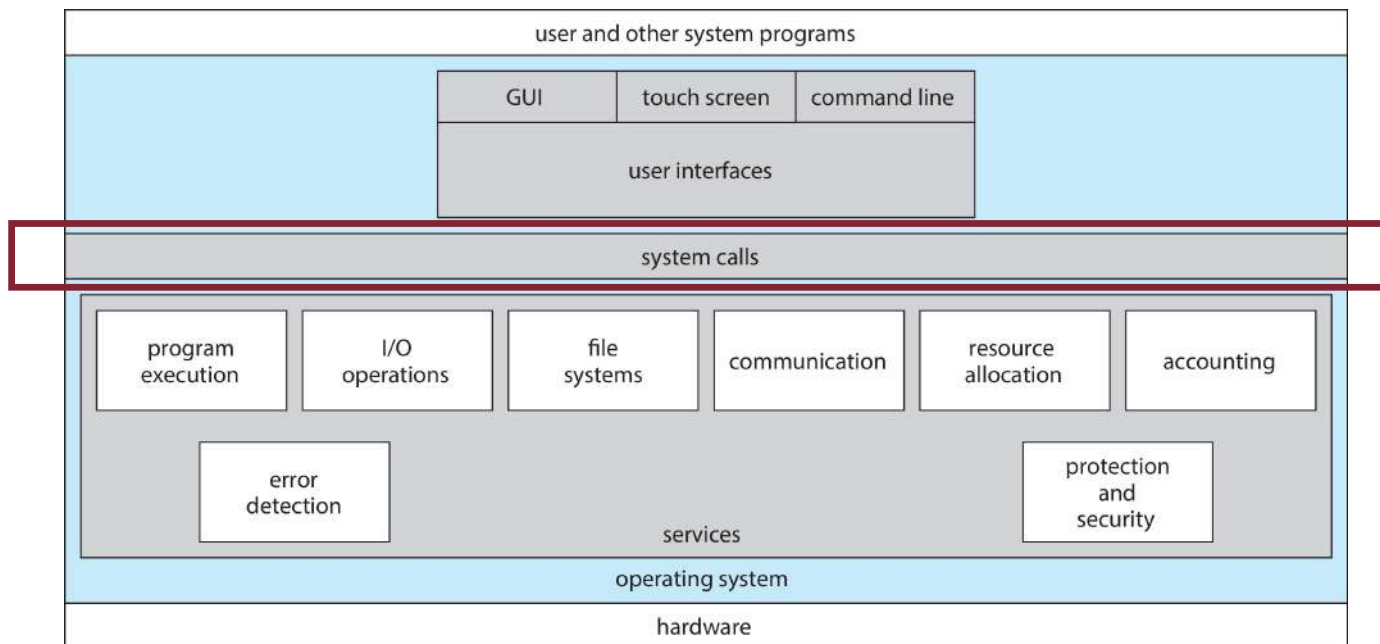 user and other system programs
GUI
touch screen
command line
user interfaces
system calls
program
execution
I/O
operations
file
systems
communication
resource
allocation
accounting
error
detection
protection
and
security
services
operating system
hardware